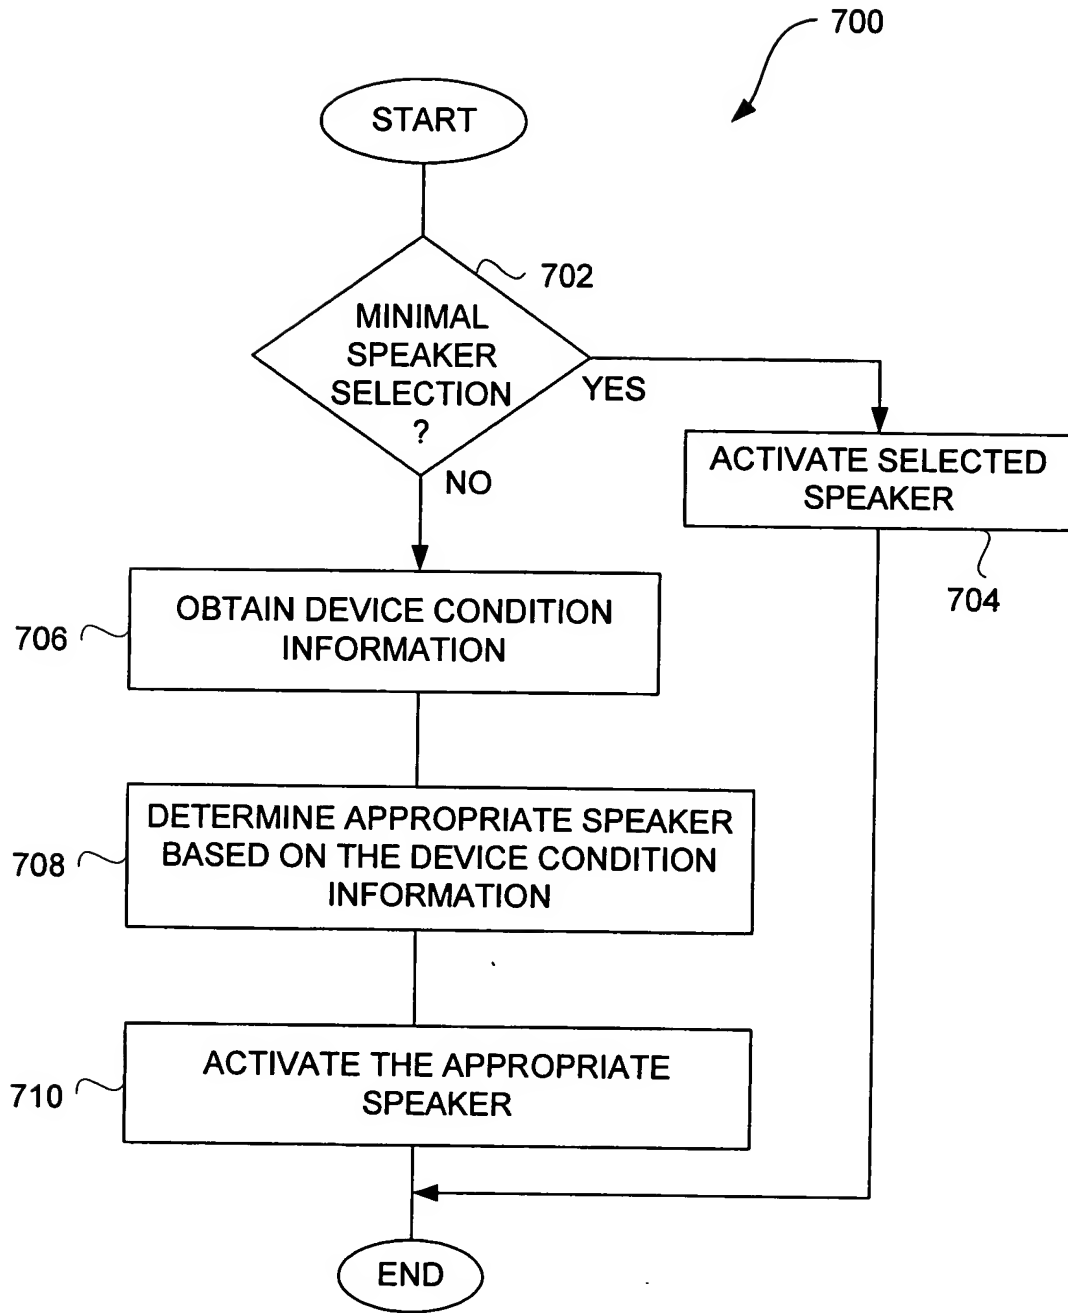 700
START
702
MINIMAL
SPEAKER
SELECTION
?
YES
NO
ACTIVATE SELECTED
SPEAKER
704
706
OBTAIN DEVICE CONDITION
INFORMATION
708
DETERMINE APPROPRIATE SPEAKER
BASED ON THE DEVICE CONDITION
INFORMATION
710
ACTIVATE THE APPROPRIATE
SPEAKER
END